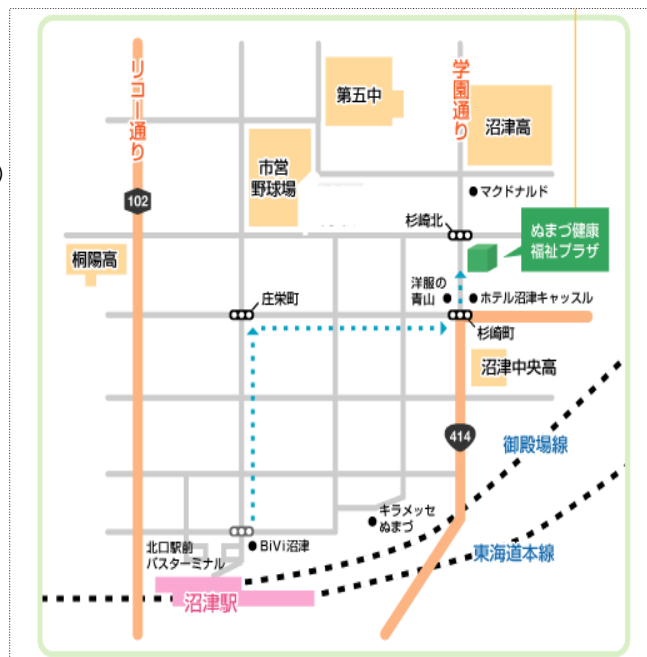 リコー通り
第五中
学園通り
沼津高
市営
野球場
マクドナルド
102
杉崎北
ぬまづ健康
福祉プラザ
桐陽高
庄栄町
洋服の
青山
ホテル沼津キャッスル
杉崎町
沼津中央高
414
御殿場線
キラメッセ
ぬまづ
北口駅前
バスターミナル
BiVi沼津
東海道本線
沼津駅
)